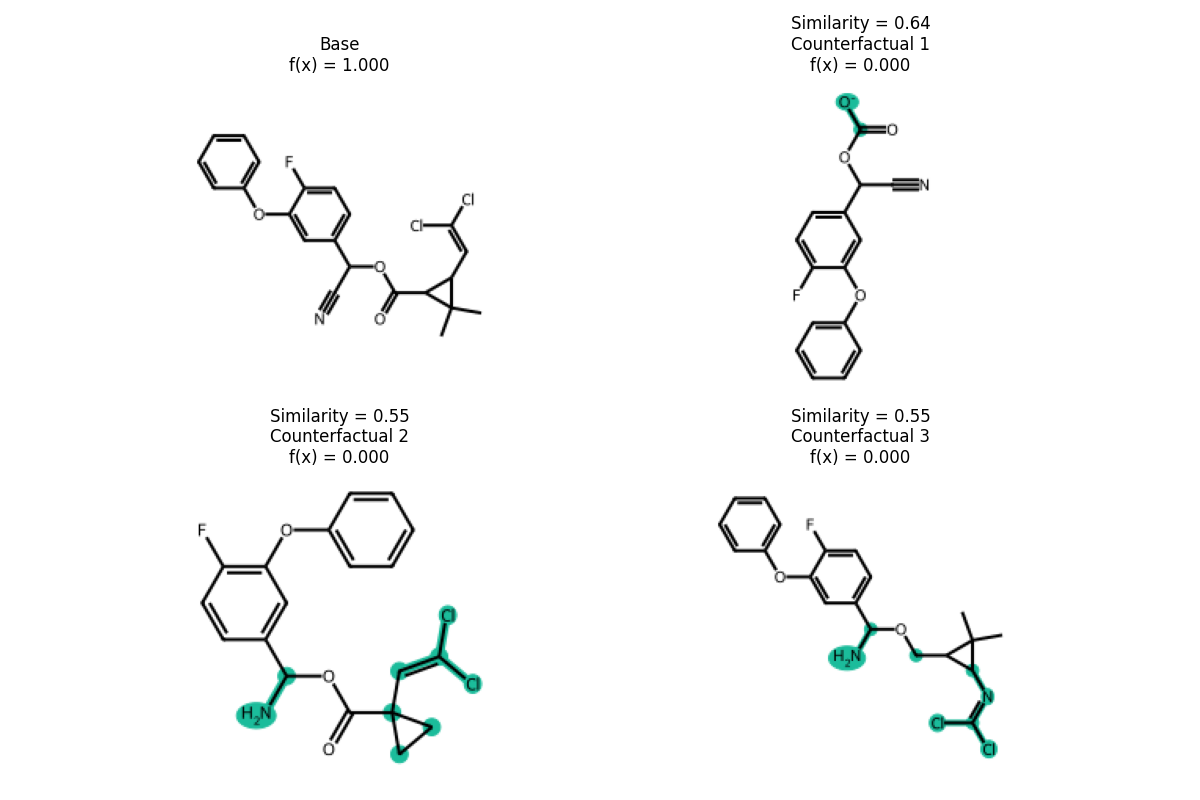 Base
f(x) = 1.000
F
O
Cl
Cl
O
N
O
Similarity = 0.64
Counterfactual 1
f(x) = 0.000
O⁻
O
O
N
F
O
Similarity = 0.55
Counterfactual 2
f(x) = 0.000
F
O
Cl
Cl
H₂N
O
O
Similarity = 0.55
Counterfactual 3
f(x) = 0.000
F
O
O
H₂N
N
Cl
Cl